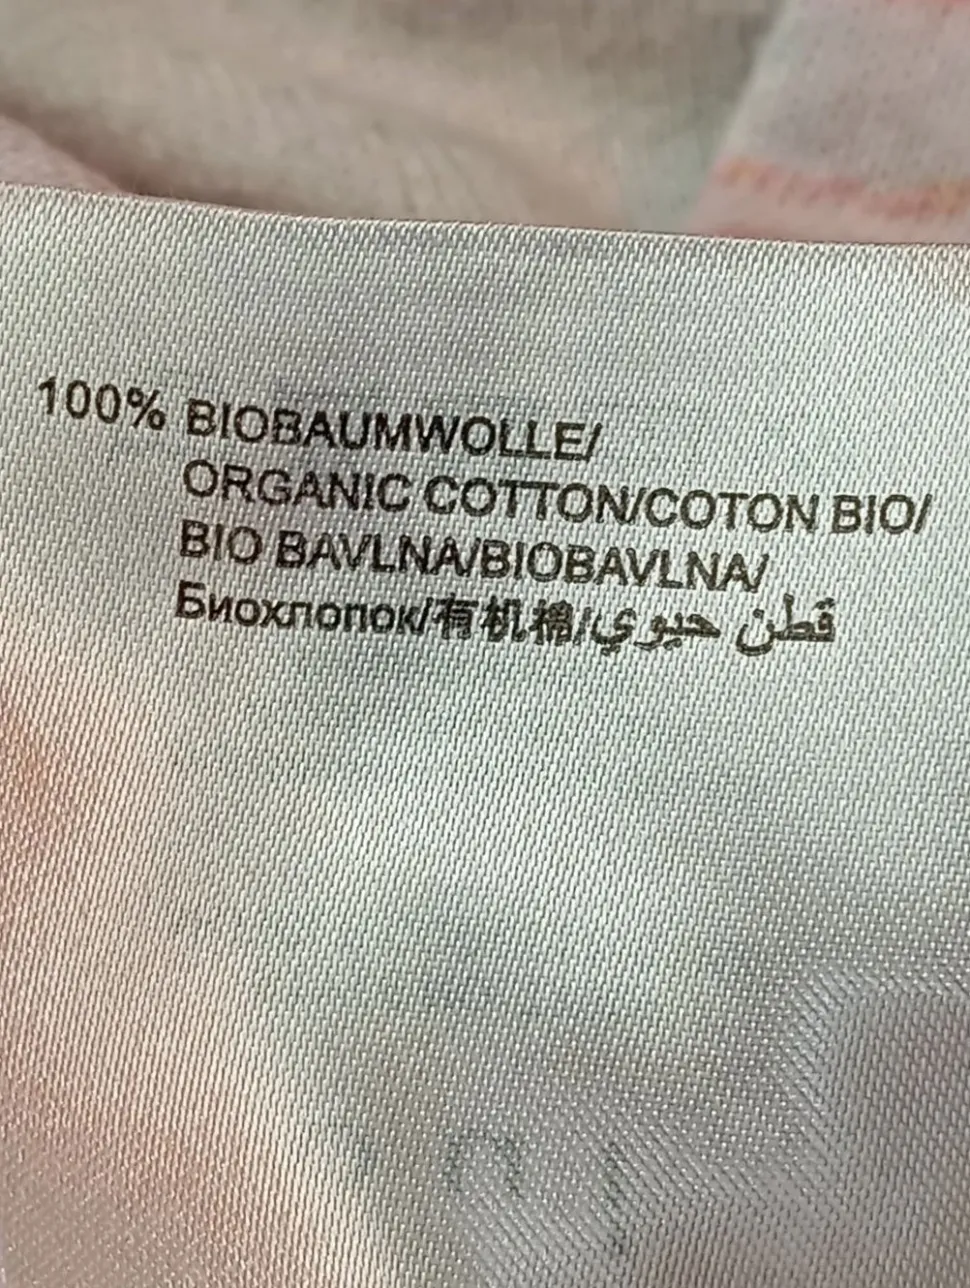 100% BIOBAUMWOLLE/
ORGANIC COTTON/COTON BIO/
BIO BAVLNA/BIOBAVLNA/
Биохлопок/有机棉/قطن حيوي